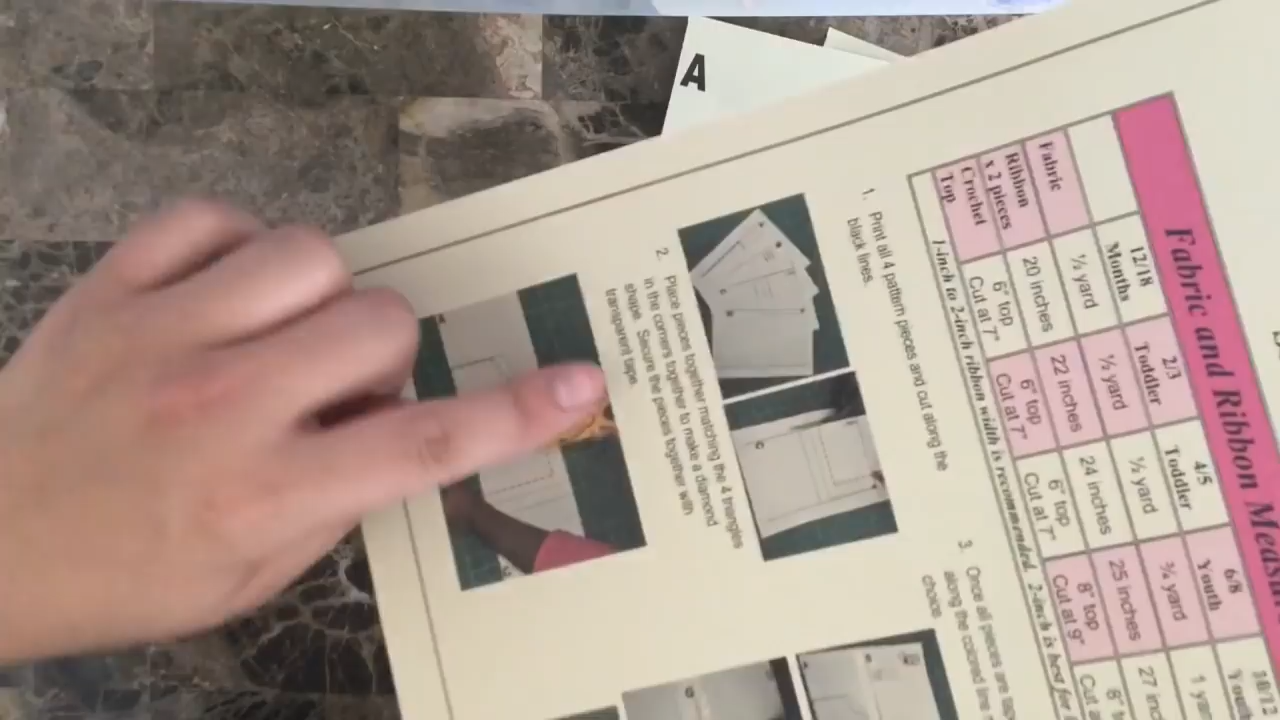 A
Fabric and Ribbon
12/18 Months 2/3 Toddler 4/5 Toddler 6/8 Youth 10/12
Fabric ½ yard ½ yard ½ yard ¾ yard 1
Ribbon x 2 pieces 20 inches 22 inches 24 inches 25 inches 27
Crochet Top 6" top Cut at 7" 6" top Cut at 7" 6" top Cut at 7" 8" top Cut at 9" Cut
1-inch to 2-inch ribbon width is recommended. 2-inch is best for
1. Print all 4 pattern pieces and cut along the
black lines.
2. Place pieces together matching the 4 triangles
in the corners together to make a diamond
shape. Secure the pieces together with
transparent tape.
3. Once all pieces are
along the colored line
choice